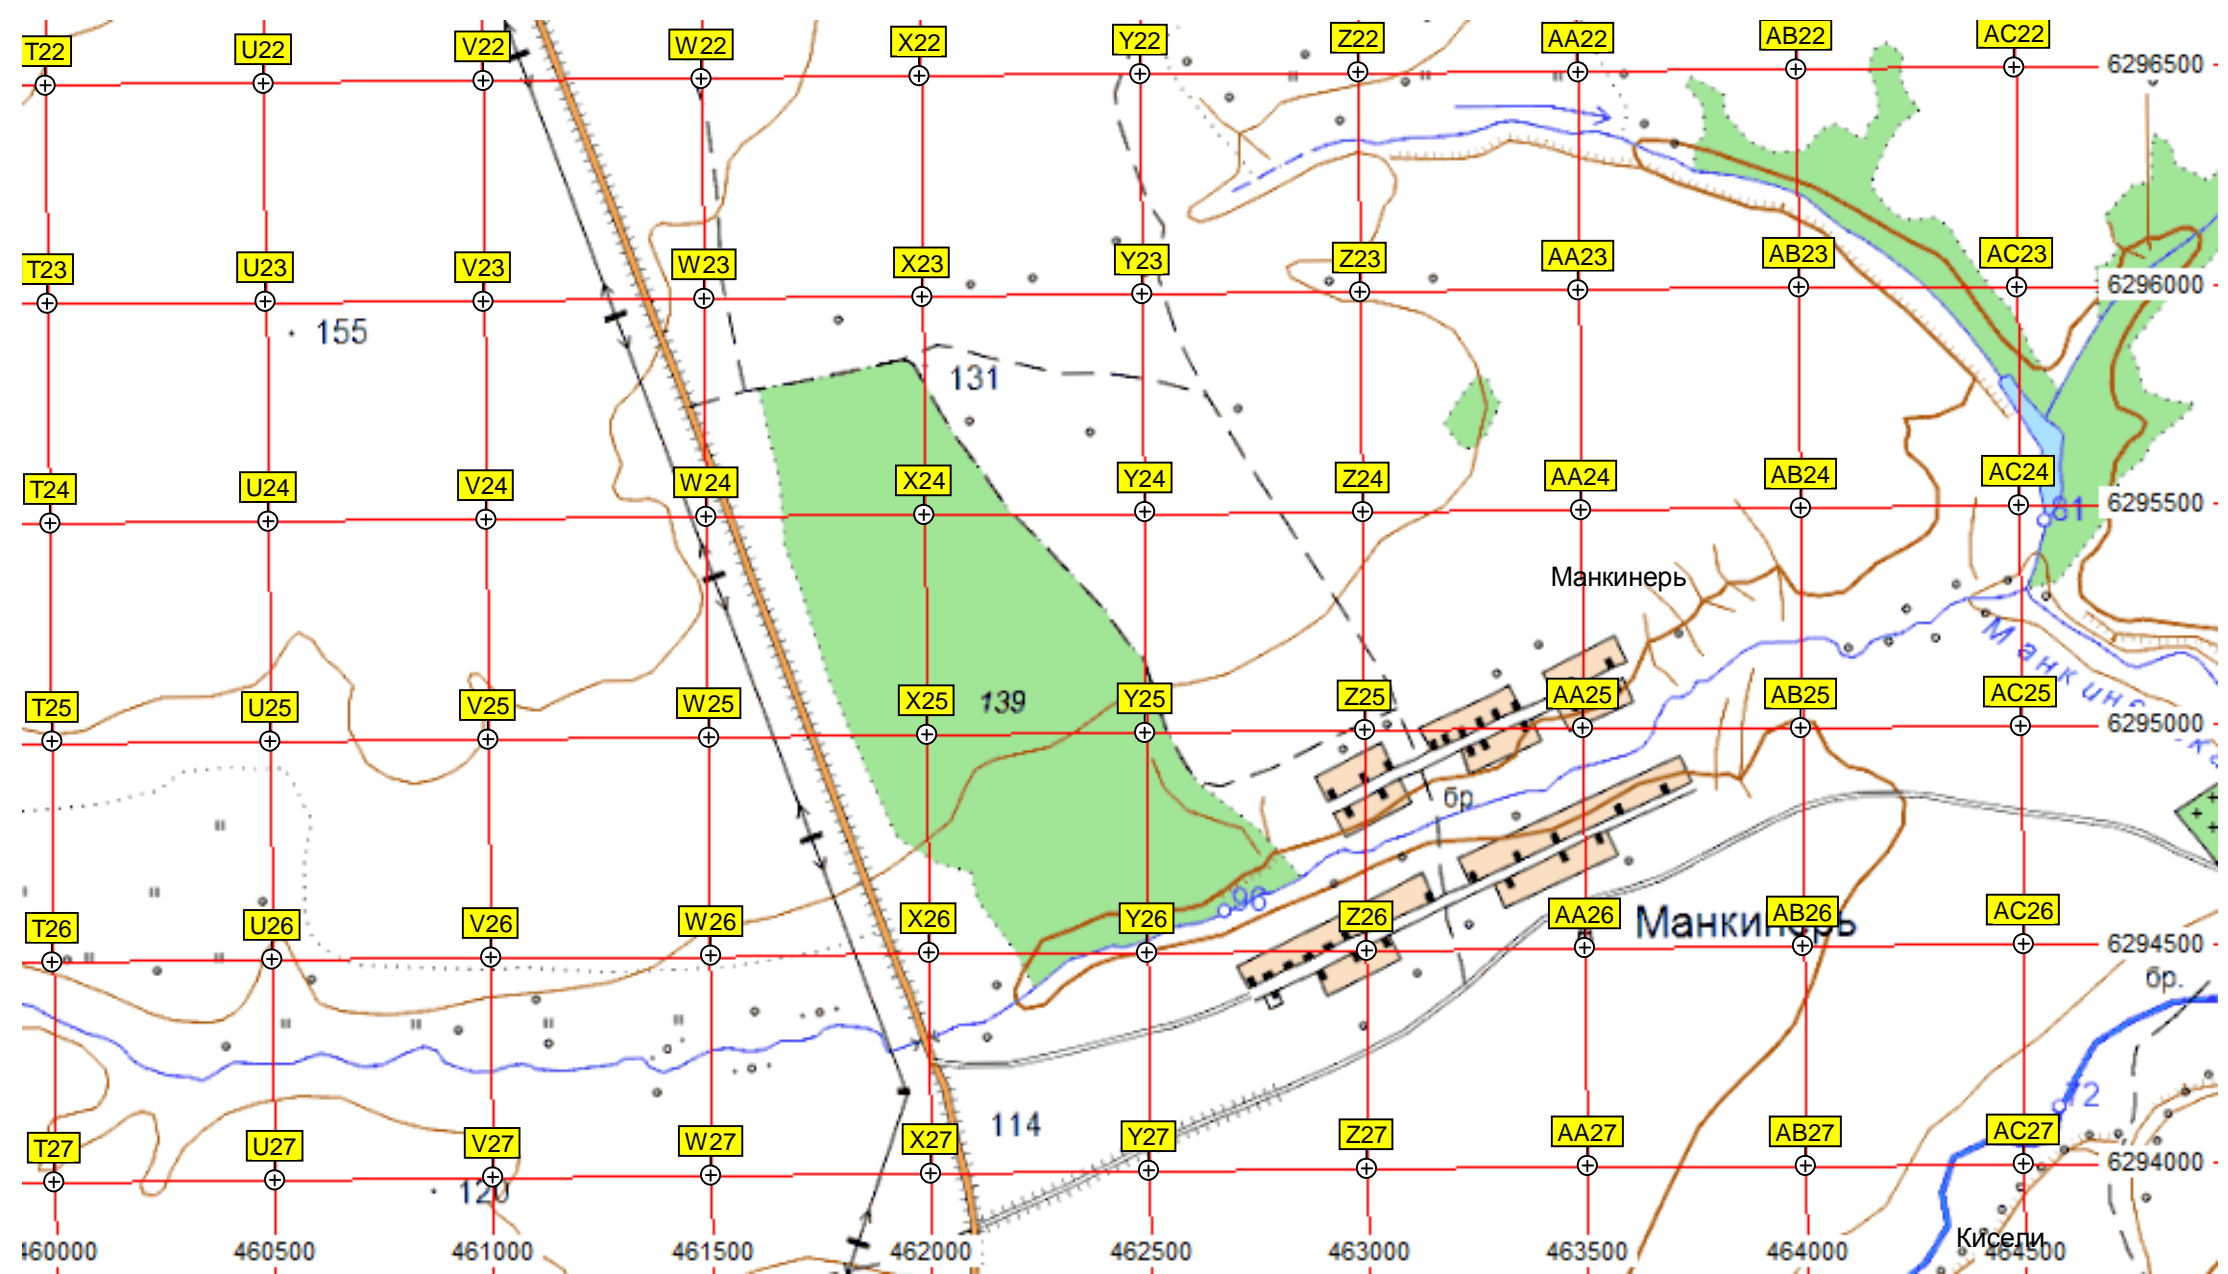 T22 U22 V22 W22 X22 Y22 Z22 AA22 AB22 AC22 6296500
T23 U23 V23 W23 X23 Y23 Z23 AA23 AB23 AC23 6296000
155
131
T24 U24 V24 W24 X24 Y24 Z24 AA24 AB24 AC24 6295500
81
Манкинерь
T25 U25 V25 W25 X25 139 Y25 Z25 AA25 AB25 AC25 6295000
бр.
96
T26 U26 V26 W26 X26 Y26 Z26 AA26 Манкинерь AB26 AC26 6294500
бр.
72
114
T27 U27 V27 W27 X27 Y27 Z27 AA27 AB27 AC27 6294000
120
Кисели
460000 460500 461000 461500 462000 462500 463000 463500 464000 464500